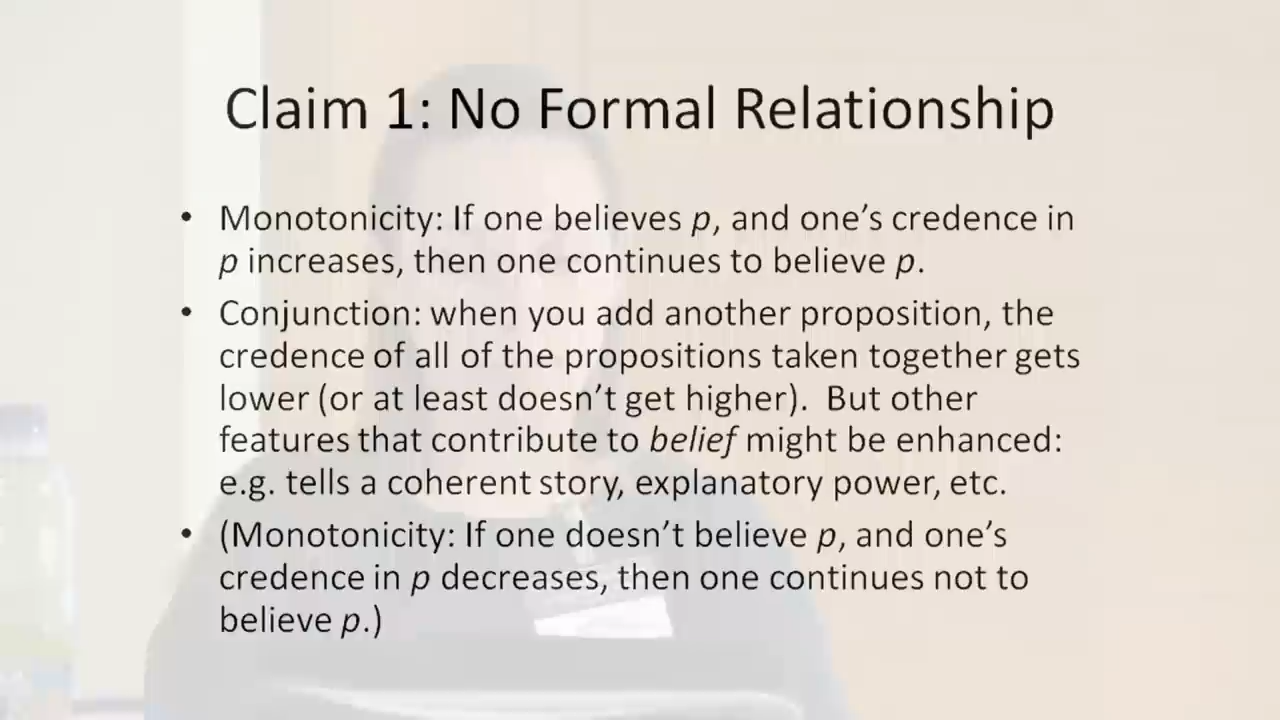 Claim 1: No Formal Relationship
• Monotonicity: If one believes p, and one’s credence in
p increases, then one continues to believe p.
• Conjunction: when you add another proposition, the
credence of all of the propositions taken together gets
lower (or at least doesn’t get higher).  But other
features that contribute to belief might be enhanced:
e.g. tells a coherent story, explanatory power, etc.
• (Monotonicity: If one doesn’t believe p, and one’s
credence in p decreases, then one continues not to
believe p.)